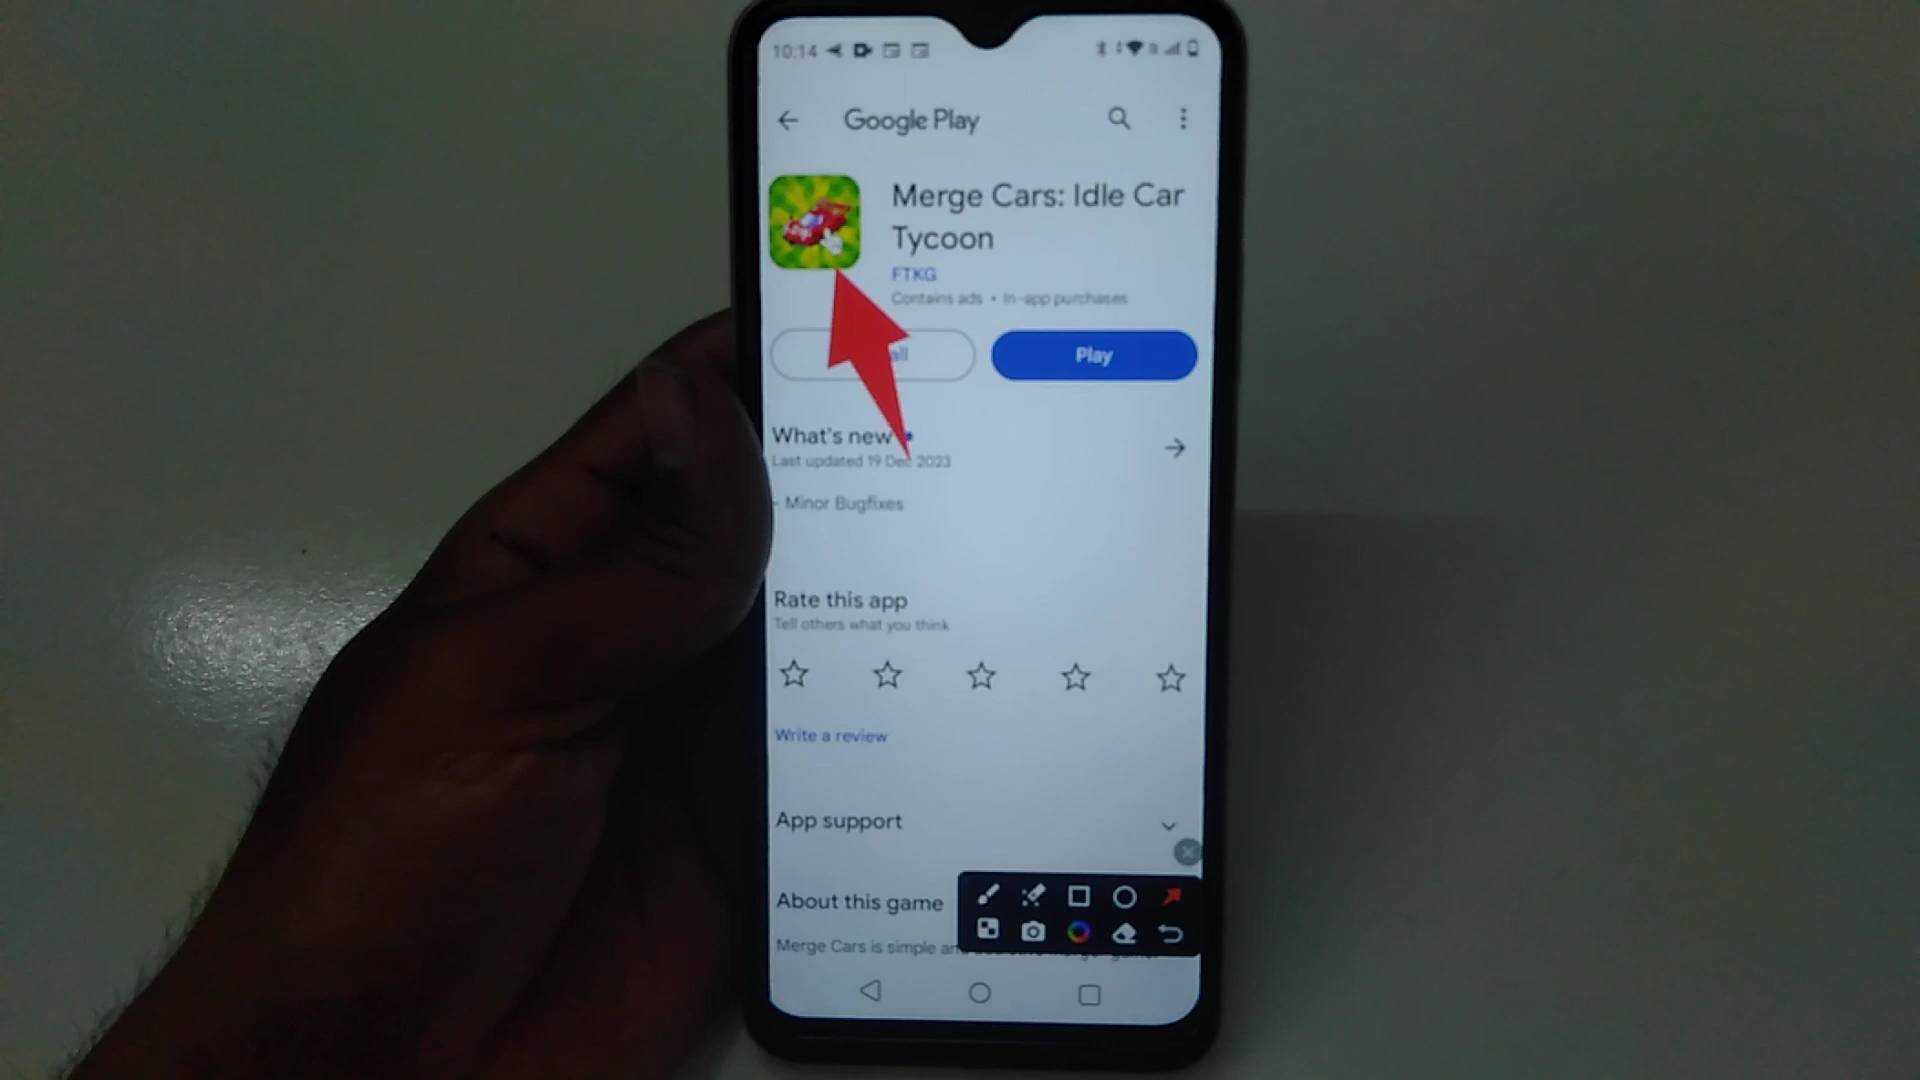 10:14
Google Play
Merge Cars: Idle Car
Tycoon
FTKG
Contains ads • In-app purchases
all
Play
What's new
Last updated 19 Dec 2023
- Minor Bugfixes
Rate this app
Tell others what you think
Write a review
App support
About this game
Merge Cars is simple